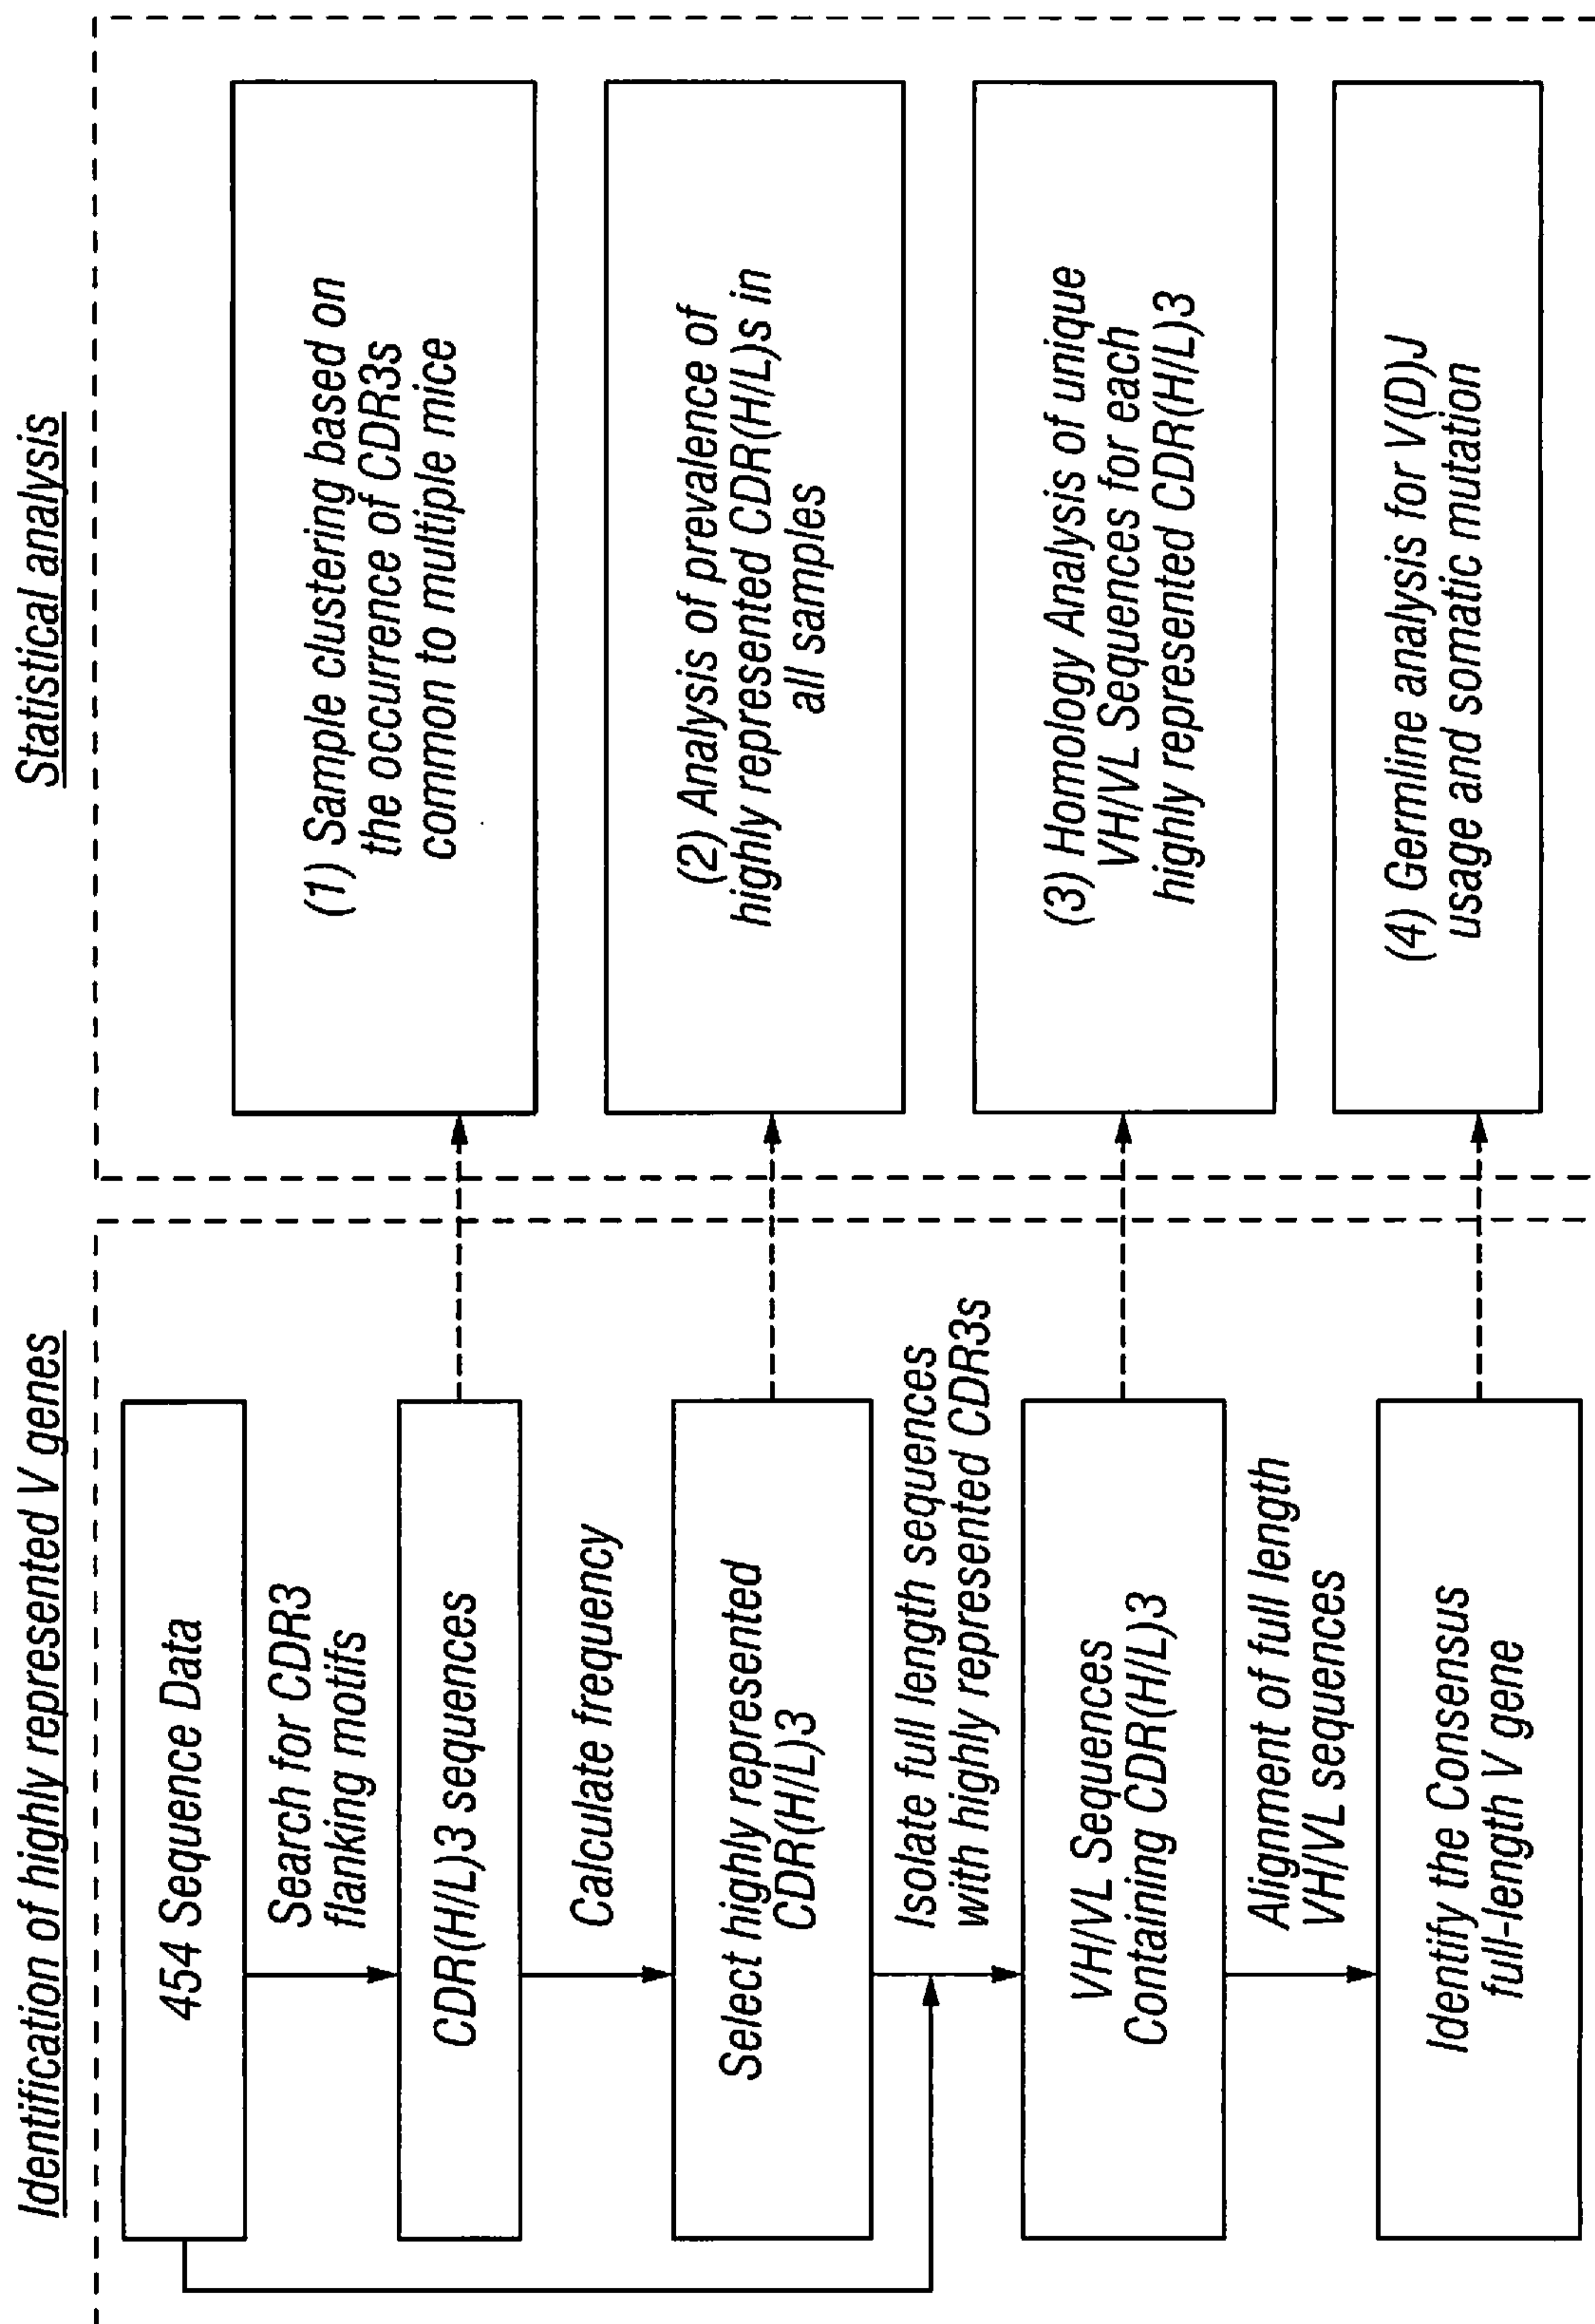 Identification of highly represented V genes
454 Sequence Data
Search for CDR3
flanking motifs
CDR(H/L)3 sequences
Calculate frequency
Select highly represented
CDR(H/L)3
Isolate full length sequences
with highly represented CDR3s
VH/VL Sequences
Containing CDR(H/L)3
Alignment of full length
VH/VL sequences
Identify the Consensus
full-length V gene
Statistical analysis
(1) Sample clustering based on
the occurrence of CDR3s
common to multiple mice
(2) Analysis of prevalence of
highly represented CDR(H/L)s in
all samples
(3) Homology Analysis of unique
VH/VL Sequences for each
highly represented CDR(H/L)3
(4) Germline analysis for V(D)J
usage and somatic mutation